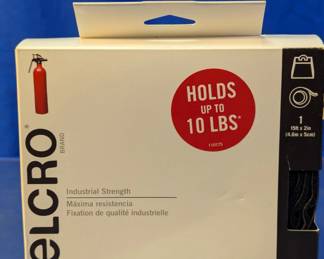 HOLDS
UP TO
10 LBS*
1
15ft x 2in
(4.6m x 5cm)
ELCRO®
BRAND
Industrial Strength
Máxima resistencia
Fixation de qualité industrielle